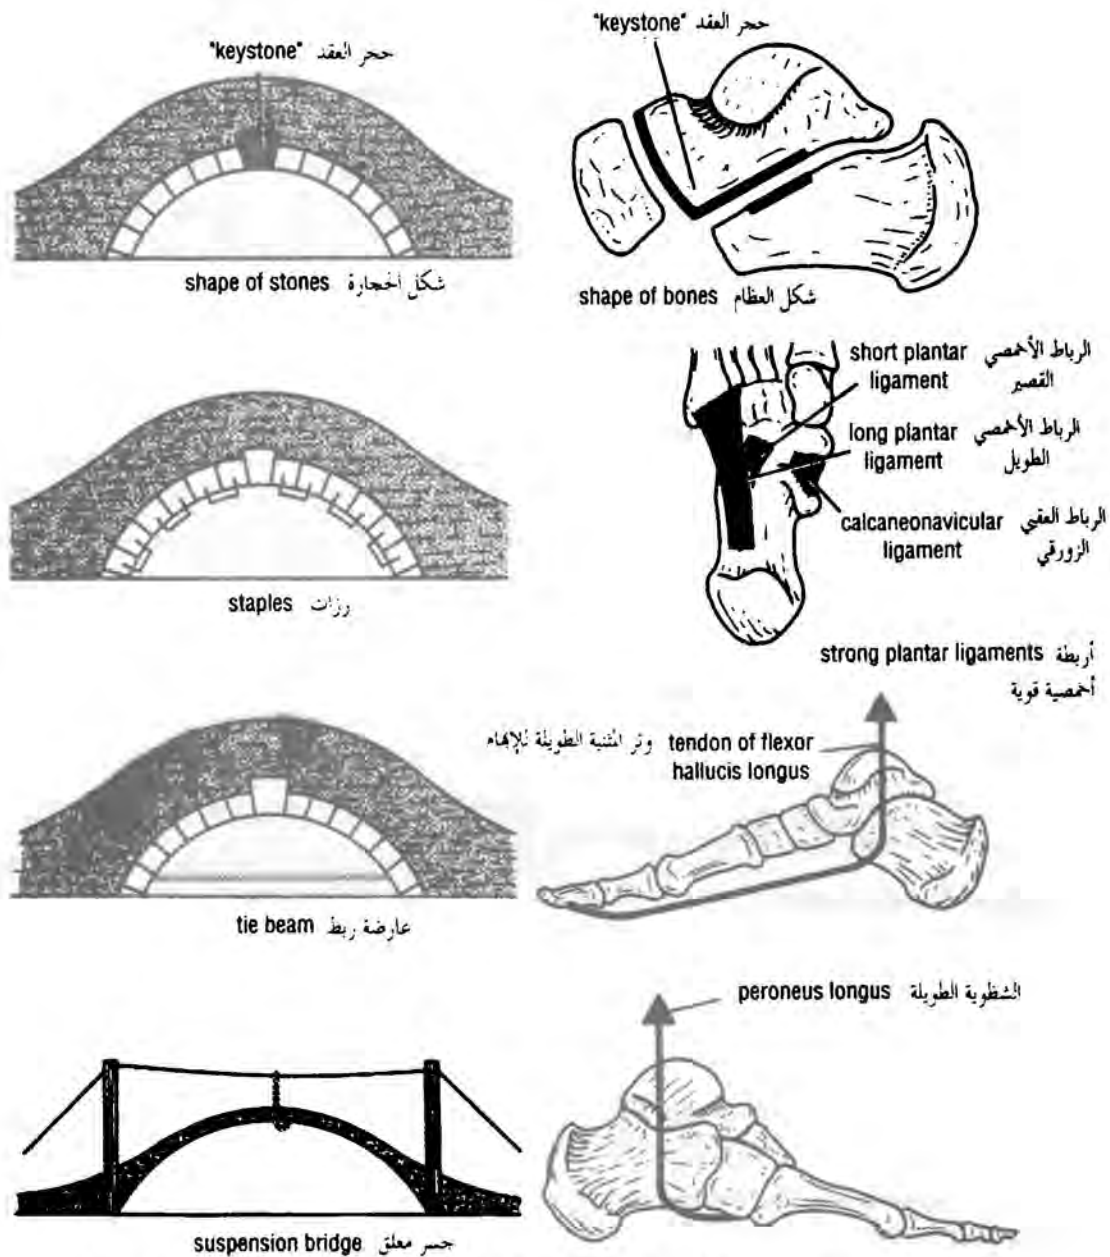 "keystone" حجر العقد
"keystone" حجر العقد
shape of stones شكل الحجارة
shape of bones شكل العظام
short plantar الرباط الأخمصي
ligament القصير
long plantar الرباط الأخمصي
ligament الطويل
calcaneonavicular الرباط العقبي
ligament الزورقي
staples رزات
strong plantar ligaments أربطة
أخمصية قوية
وتر المثنية الطويلة للإبهام tendon of flexor
hallucis longus
tie beam عارضة ربط
peroneus longus الشظوية الطويلة
suspension bridge جسر معلق